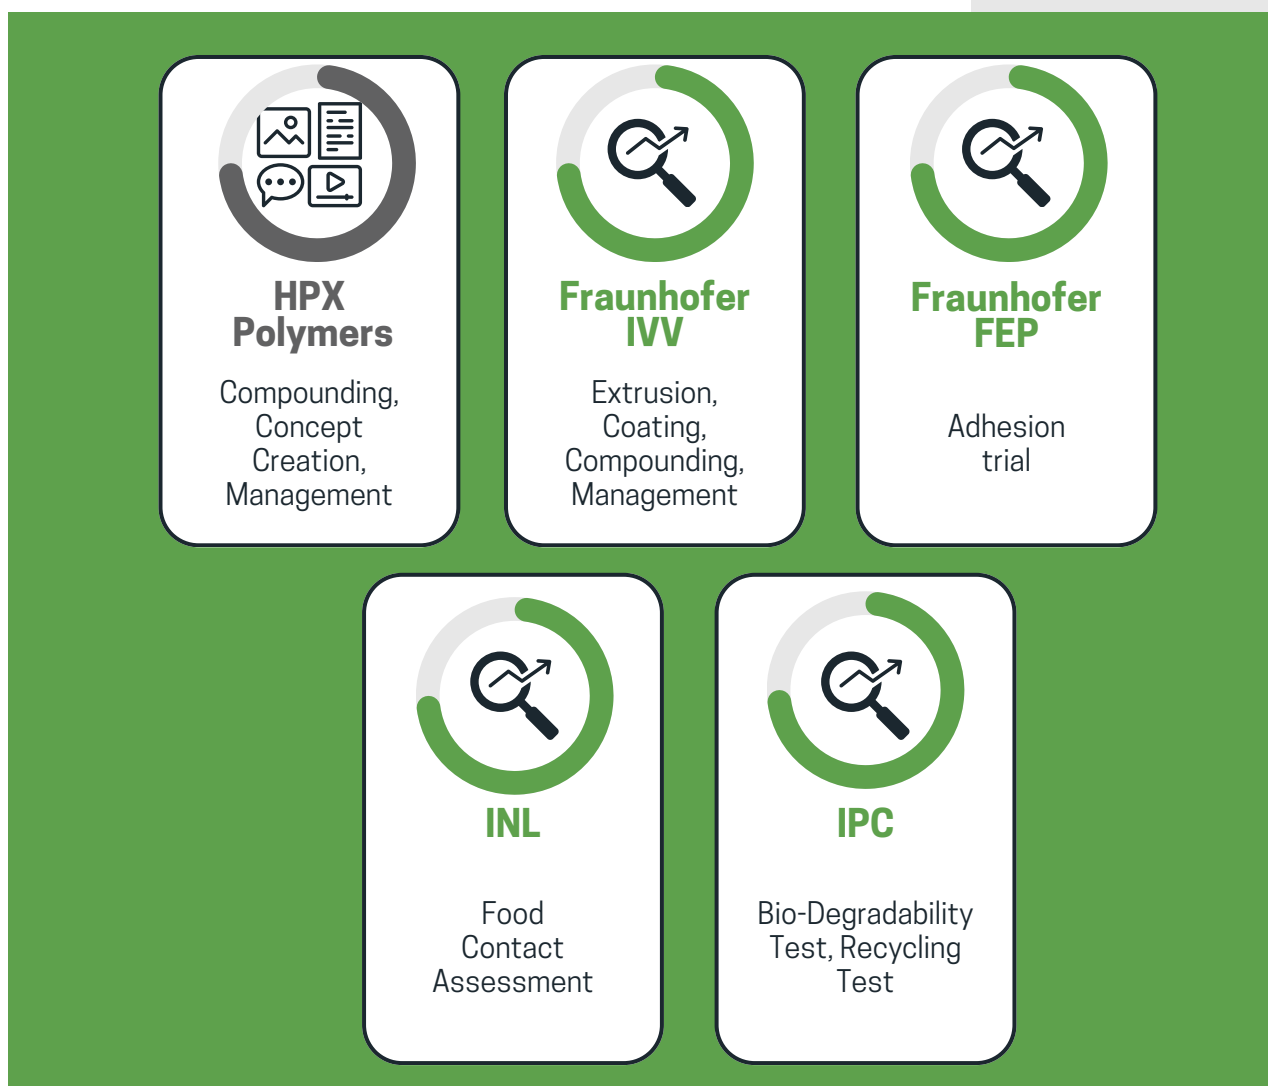 HPX
Polymers
Compounding,
Concept
Creation,
Management
Fraunhofer
IVV
Extrusion,
Coating,
Compounding,
Management
Fraunhofer
FEP
Adhesion
trial
INL
Food
Contact
Assessment
IPC
Bio-Degradability
Test, Recycling
Test